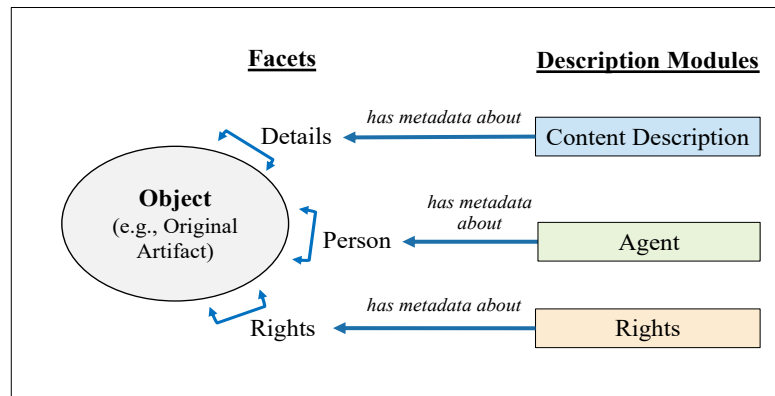 Facets
Description Modules
has metadata about
Details
Content Description
Object
(e.g., Original
Artifact)
has metadata
about
Person
Agent
has metadata about
Rights
Rights